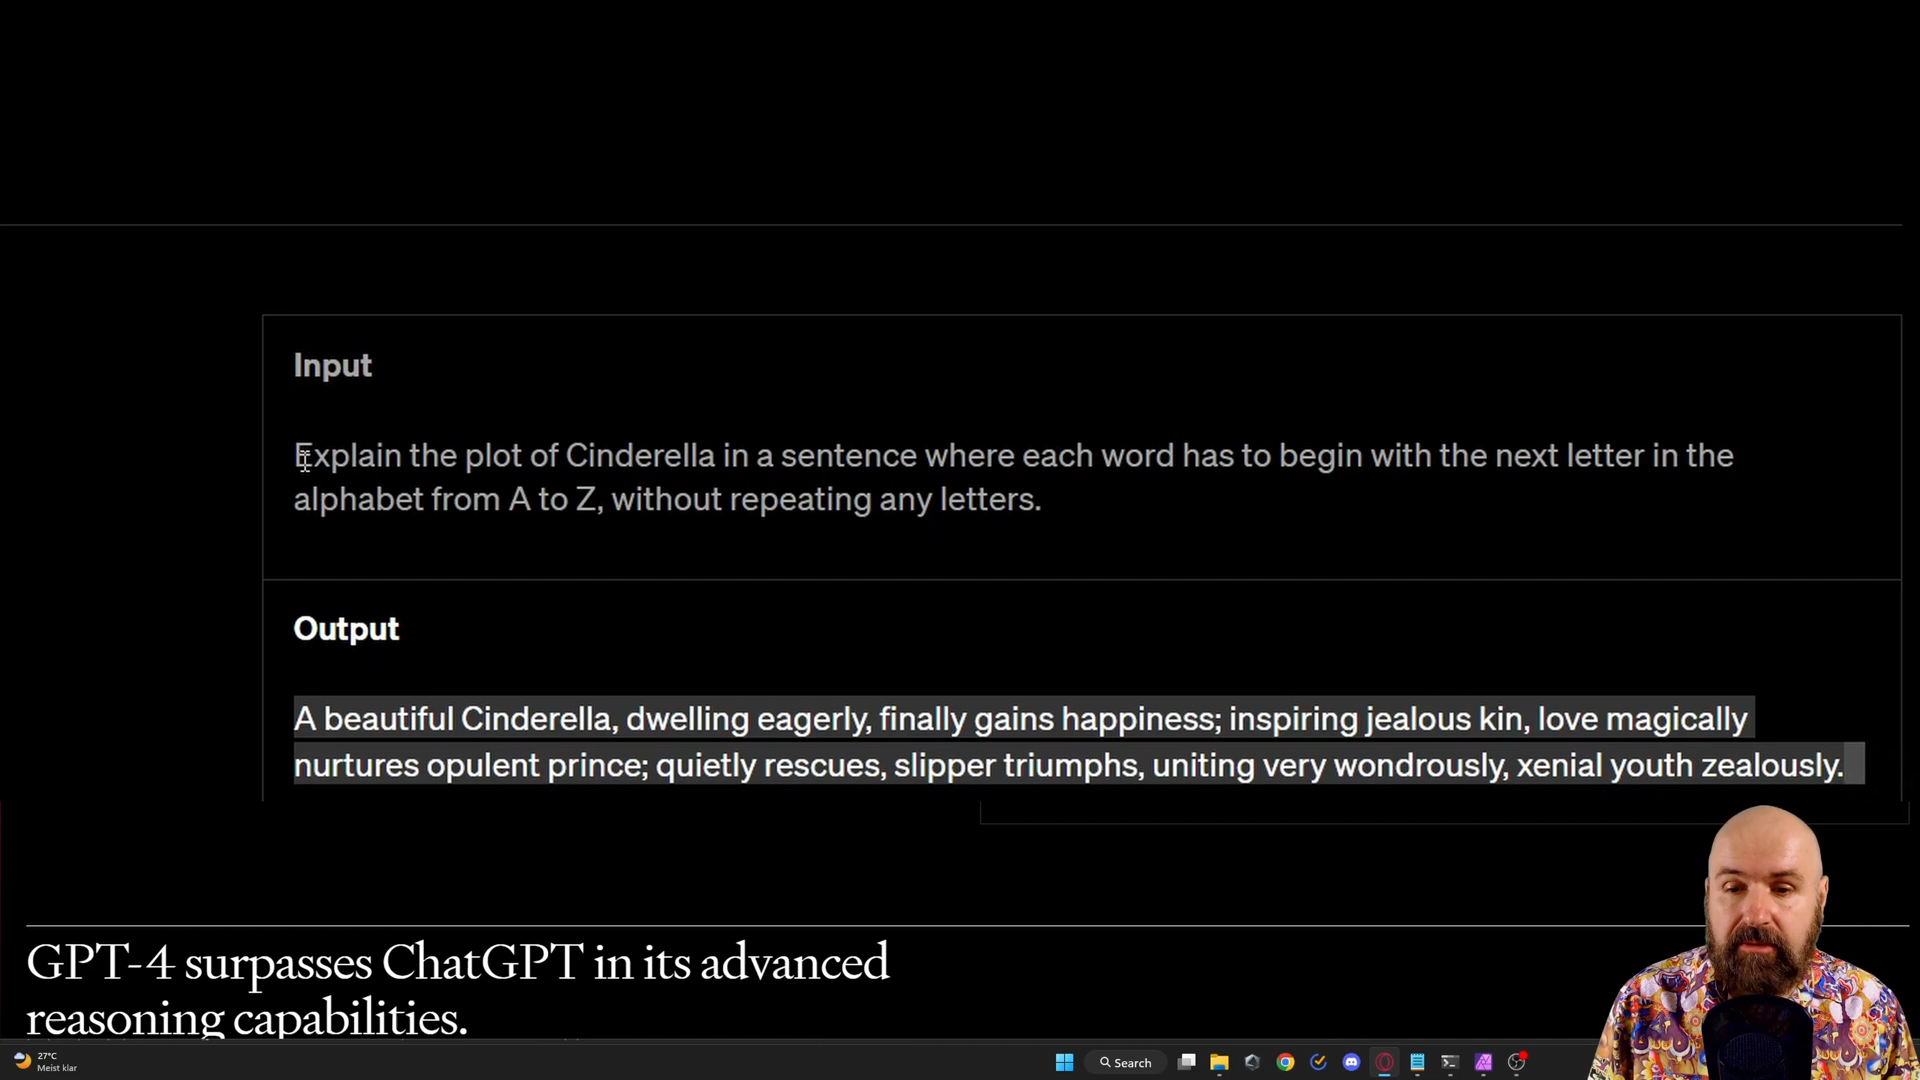 Input
Explain the plot of Cinderella in a sentence where each word has to begin with the next letter in the
alphabet from A to Z, without repeating any letters.
Output
A beautiful Cinderella, dwelling eagerly, finally gains happiness; inspiring jealous kin, love magically
nurtures opulent prince; quietly rescues, slipper triumphs, uniting very wondrously, xenial youth zealously.
GPT-4 surpasses ChatGPT in its advanced
reasoning capabilities.
27°C
Meist klar
Search